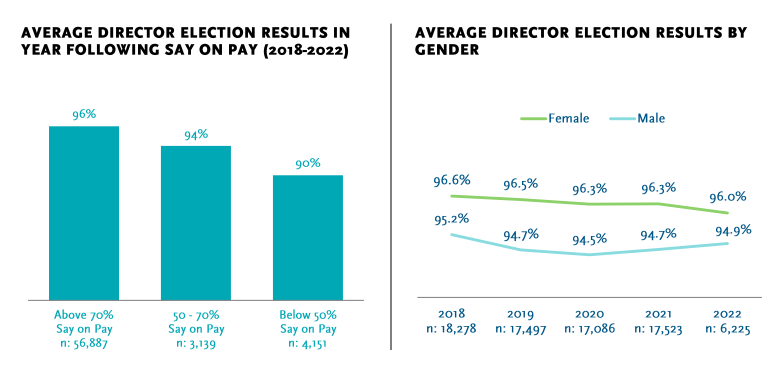 AVERAGE DIRECTOR ELECTION RESULTS IN
YEAR FOLLOWING SAY ON PAY (2018-2022)
96%
94%
90%
Above 70%
Say on Pay
n: 56,887
50 - 70%
Say on Pay
n: 3,139
Below 50%
Say on Pay
n: 4,151
AVERAGE DIRECTOR ELECTION RESULTS BY
GENDER
Female
Male
96.6%
96.5%
96.3%
96.3%
96.0%
95.2%
94.7%
94.5%
94.7%
94.9%
2018
n: 18,278
2019
n: 17,497
2020
n: 17,086
2021
n: 17,523
2022
n: 6,225